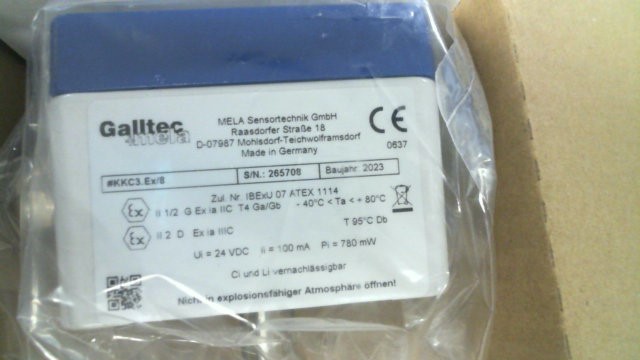 Galltec
mela
MELA Sensortechnik GmbH
Raasdorfer Straße 18
D-07987 Mohlsdorf-Teichwolframsdorf
Made in Germany
CE
0637
#KKC3.Ex/8
S/N.: 265708
Baujahr: 2023
Zul. Nr. IBExU 07 ATEX 1114
Ex II 1/2 G Ex ia IIC T4 Ga/Gb - 40°C < Ta < + 80°C
Ex II 2 D Ex ia IIIC T 95°C Db
Ui = 24 VDC Ii = 100 mA Pi = 780 mW
Ci und Li vernachlässigbar
Nicht in explosionsfähiger Atmosphäre öffnen!